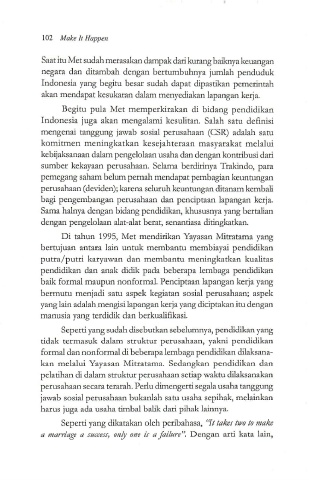 102 Make It Happen
Saat itu Met sudah merasakan dampak dari kurang baiknya keuangan
negara dan ditambah dengan bertumbuhnya jumlah penduduk
Indonesia yang begitu besar sudah dapat dipastikan pemerintah
akan mendapat kesukaran dalam menyediakan lapangan kerja.
Begitu pula Met memperkirakan di bidang pendidikan
Indonesia juga akan mengalami kesulitan. Salah satu definisi
mengenai tanggung jawab sosial perusahaan (CSR) adalah satu
komitmen meningkatkan kesejahteraan masyarakat melalui
kebijaksanaan dalam pengelolaan usaha dan dengan kontribusi dari
sumber kekayaan perusahaan. Selama berdirinya Trakindo, para
pemegang saham belum pernah mendapat pembagian keuntungan
perusahaan (deviden); karena seluruh keuntungan ditanam kembali
bagi pengembangan perusahaan dan penciptaan lapangan kerja.
Sama halnya dengan bidang pendidikan, khususnya yang bertalian
dengan pengelolaan alat-alat berat, senantiasa ditingkatkan.
Di tahun 1995, Met mendirikan Yayasan Mitratama yang
bertujuan antara lain untuk membantu membiayai pendidikan
putra/putri karyawan dan membantu meningkatkan kualitas
pendidikan dan anak didik pada beberapa lembaga pendidikan
baik formal maupun nonformal. Penciptaan lapangan kerja yang
bermutu menjadi satu aspek kegiatan sosial perusahaan; aspek
yang lain adalah mengisi lapangan kerja yang diciptakan itu dengan
manusia yang terdidik dan berkualifikasi.
Seperti yang sudah disebutkan sebelumnya, pendidikan yang
tidak termasuk dalam struktur perusahaan, yakni pendidikan
formal dan nonformal di beberapa lembaga pendidikan dilaksana-
kan melalui Yayasan Mitratama. Sedangkan pendidikan dan
pelatihan di dalam struktur perusahaan setiap waktu dilaksanakan
perusahaan secara terarah. Perlu dimengerti segala usaha tanggung
jawab sosial perusahaan bukanlah satu usaha sepihak, melainkan
harus juga ada usaha timbal balik dari pihak lainnya.
Seperti yang dikatakan oleh peribahasa, "It takes two to make
a marriage a success, only one is a failure". Dengan arti kata lain,